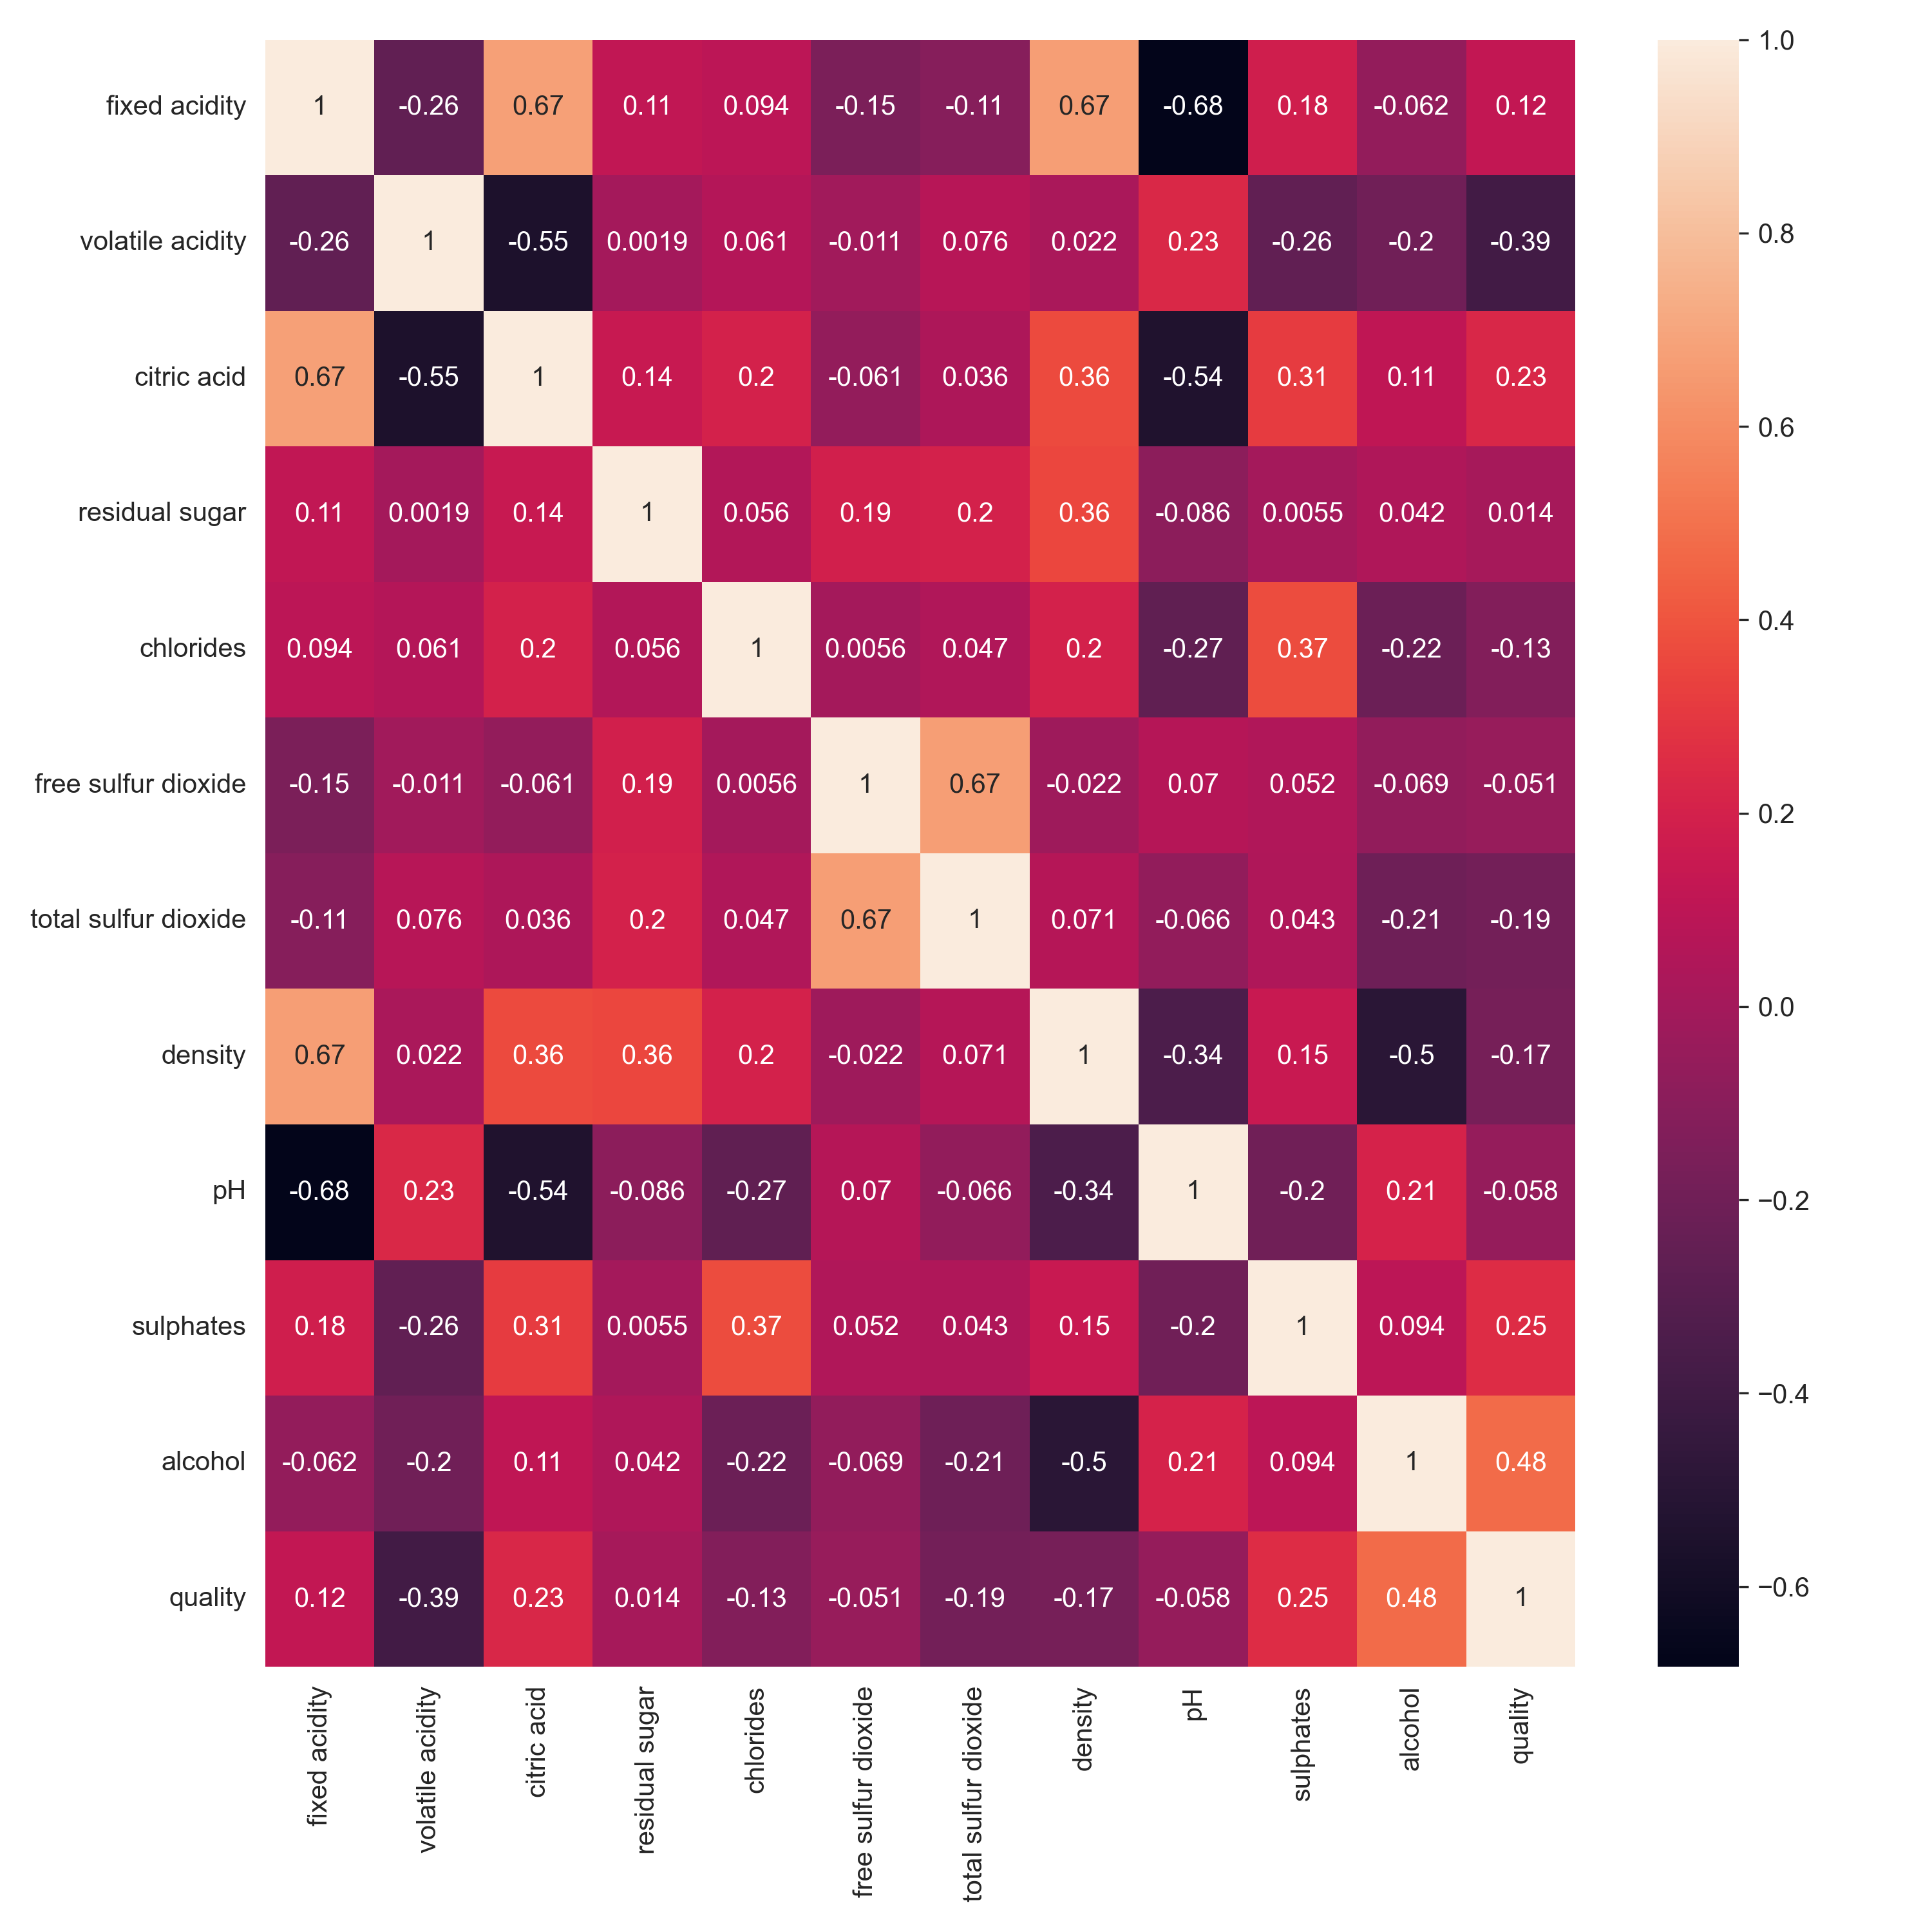 fixed acidity 1 -0.26 0.67 0.11 0.094 -0.15 -0.11 0.67 -0.68 0.18 -0.062 0.12
volatile acidity -0.26 1 -0.55 0.0019 0.061 -0.011 0.076 0.022 0.23 -0.26 -0.2 -0.39
citric acid 0.67 -0.55 1 0.14 0.2 -0.061 0.036 0.36 -0.54 0.31 0.11 0.23
residual sugar 0.11 0.0019 0.14 1 0.056 0.19 0.2 0.36 -0.086 0.0055 0.042 0.014
chlorides 0.094 0.061 0.2 0.056 1 0.0056 0.047 0.2 -0.27 0.37 -0.22 -0.13
free sulfur dioxide -0.15 -0.011 -0.061 0.19 0.0056 1 0.67 -0.022 0.07 0.052 -0.069 -0.051
total sulfur dioxide -0.11 0.076 0.036 0.2 0.047 0.67 1 0.071 -0.066 0.043 -0.21 -0.19
density 0.67 0.022 0.36 0.36 0.2 -0.022 0.071 1 -0.34 0.15 -0.5 -0.17
pH -0.68 0.23 -0.54 -0.086 -0.27 0.07 -0.066 -0.34 1 -0.2 0.21 -0.058
sulphates 0.18 -0.26 0.31 0.0055 0.37 0.052 0.043 0.15 -0.2 1 0.094 0.25
alcohol -0.062 -0.2 0.11 0.042 -0.22 -0.069 -0.21 -0.5 0.21 0.094 1 0.48
quality 0.12 -0.39 0.23 0.014 -0.13 -0.051 -0.19 -0.17 -0.058 0.25 0.48 1
fixed acidity
volatile acidity
citric acid
residual sugar
chlorides
free sulfur dioxide
total sulfur dioxide
density
pH
sulphates
alcohol
quality
1.0
0.8
0.6
0.4
0.2
0.0
−0.2
−0.4
−0.6